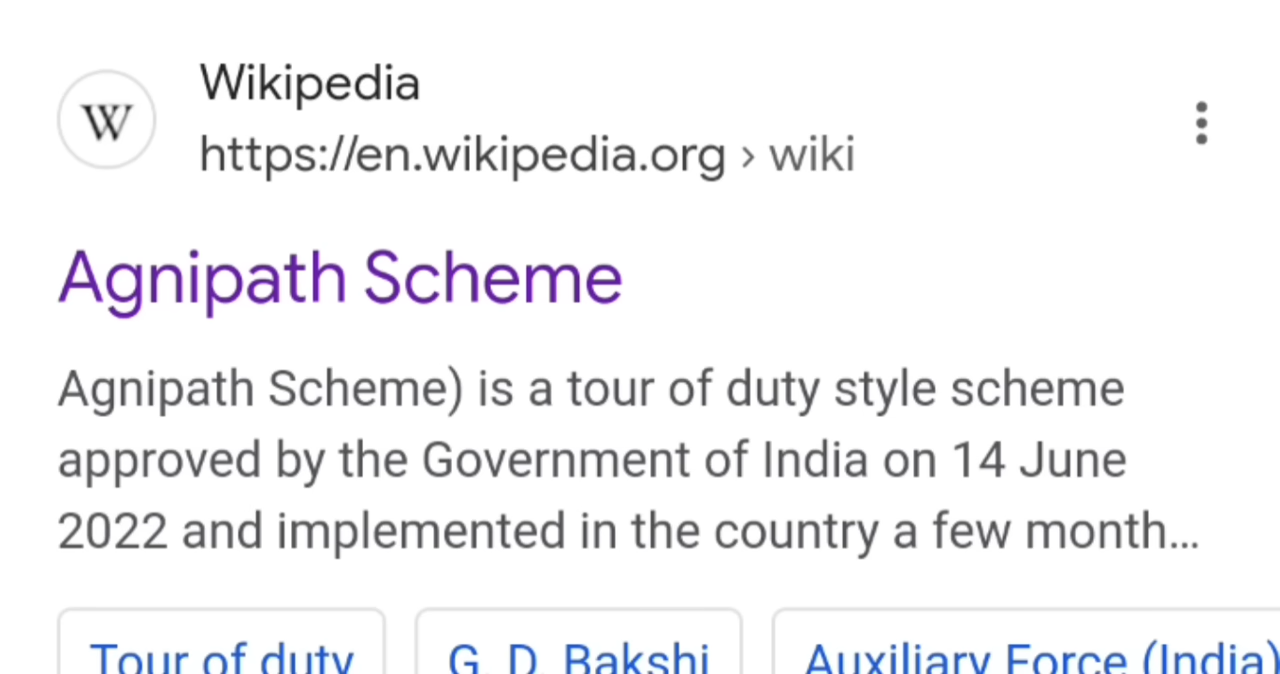 W
Wikipedia
https://en.wikipedia.org › wiki
Agnipath Scheme
Agnipath Scheme) is a tour of duty style scheme
approved by the Government of India on 14 June
2022 and implemented in the country a few month...
Tour of duty G. D. Bakshi Auxiliary Force (India)